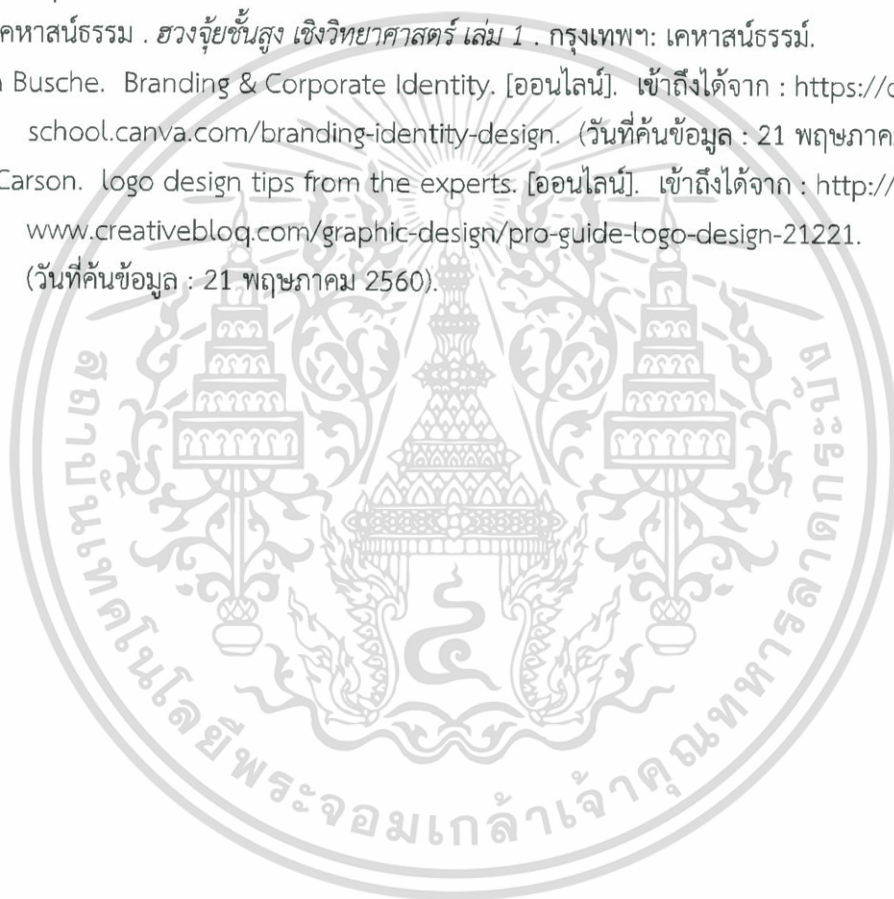 คหาสน์ธรรม . ฮวงจุ้ยชั้นสูง เชิงวิทยาศาสตร์ เล่ม 1 . กรุงเทพฯ: เคหาสน์ธรรม์.
Busche. Branding & Corporate Identity. [ออนไลน์]. เข้าถึงได้จาก : https://
school.canva.com/branding-identity-design. (วันที่ค้นข้อมูล : 21 พฤษภาค
Carson. logo design tips from the experts. [ออนไลน์]. เข้าถึงได้จาก : http://
www.creativebloq.com/graphic-design/pro-guide-logo-design-21221.
(วันที่ค้นข้อมูล : 21 พฤษภาคม 2560).
สถาบันเทคโนโลยีพระจอมเกล้าเจ้าคุณทหารลาดกระบัง
๔